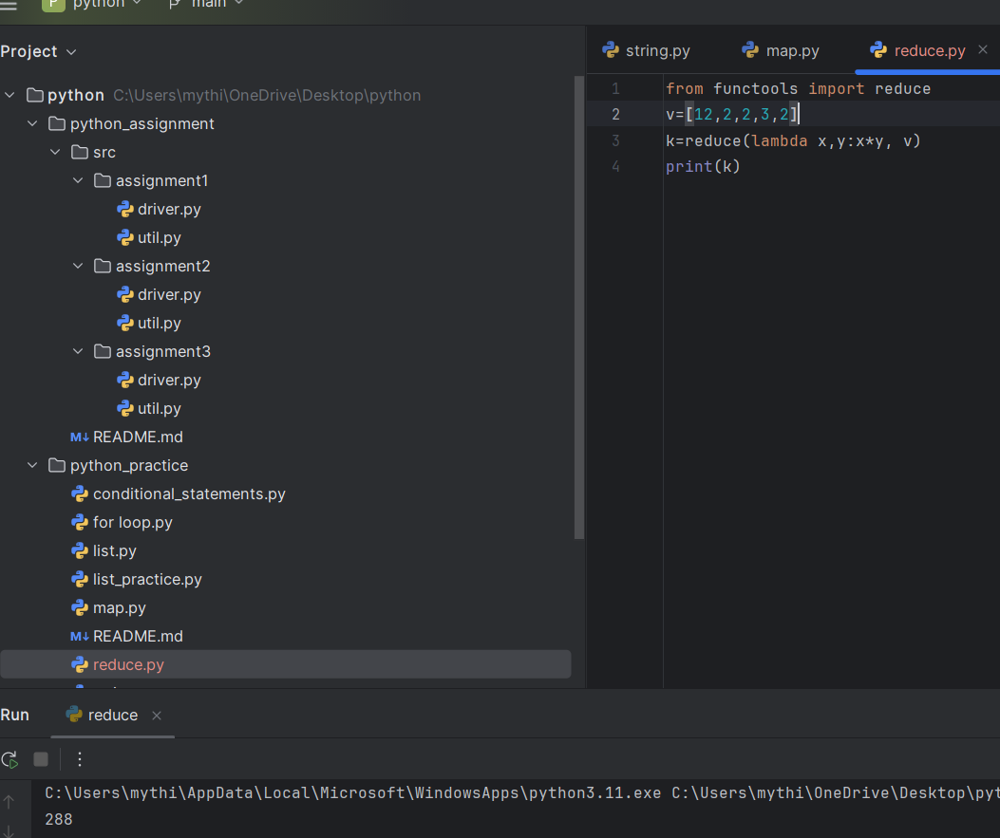 P python main
Project
python C:\Users\mythi\OneDrive\Desktop\python
python_assignment
src
assignment1
driver.py
util.py
assignment2
driver.py
util.py
assignment3
driver.py
util.py
M↓ README.md
python_practice
conditional_statements.py
for loop.py
list.py
list_practice.py
map.py
M↓ README.md
reduce.py
string.py map.py reduce.py
1 from functools import reduce
2 v=[12,2,2,3,2]
3 k=reduce(lambda x,y:x*y, v)
4 print(k)
Run reduce
C:\Users\mythi\AppData\Local\Microsoft\WindowsApps\python3.11.exe C:\Users\mythi\OneDrive\Desktop\pyt
288